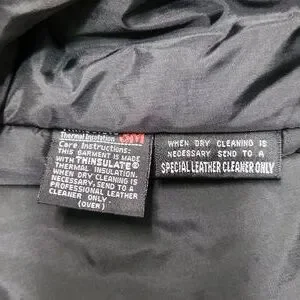 Thermal Insulation 3M
Care Instructions:
THIS GARMENT IS MADE
WITH THINSULATE®
THERMAL INSULATION.
WHEN DRY CLEANING IS
NECESSARY, SEND TO A
PROFESSIONAL LEATHER
CLEANER ONLY.
(OVER)
WHEN DRY CLEANING IS
NECESSARY SEND TO A
SPECIAL LEATHER CLEANER ONLY